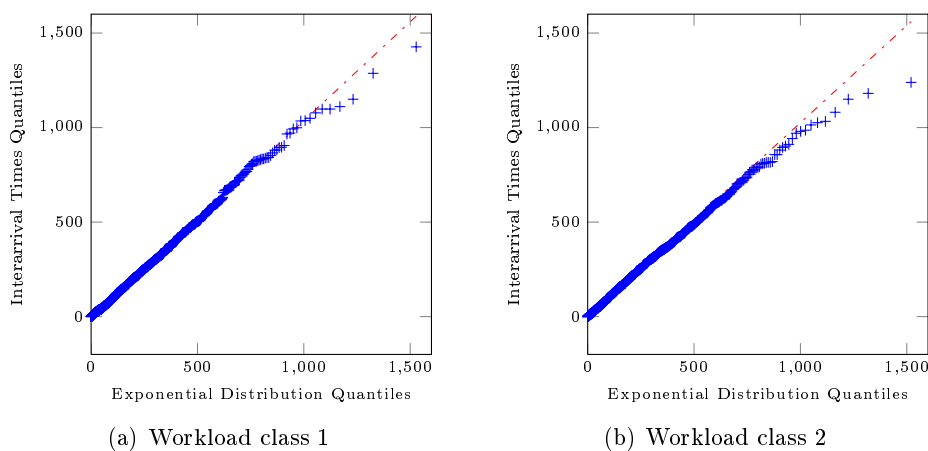 1,500
1,000
500
0
Interarrival Times Quantiles
0
500
1,000
1,500
Exponential Distribution Quantiles
(a) Workload class 1
1,500
1,000
500
0
Interarrival Times Quantiles
0
500
1,000
1,500
Exponential Distribution Quantiles
(b) Workload class 2